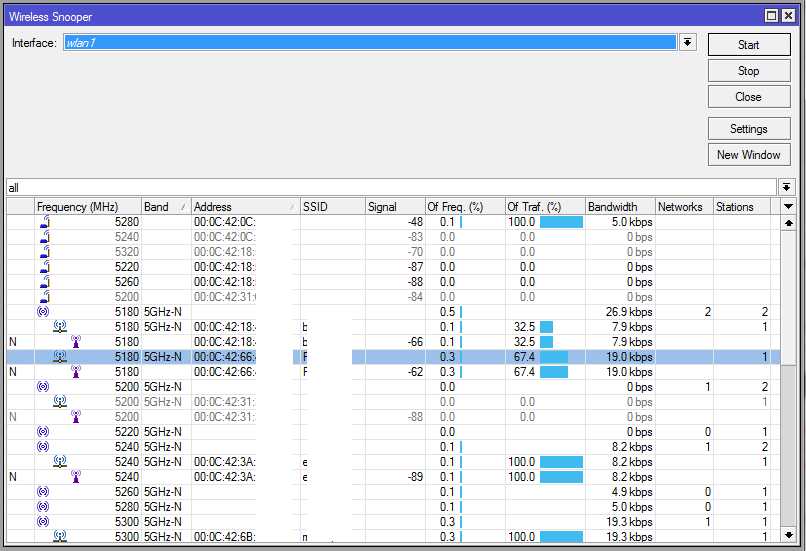 Wireless Snooper
Interface: wlan1
Start
Stop
Close
Settings
New Window
all
Frequency (MHz) Band Address SSID Signal Of Freq. (%) Of Traf. (%) Bandwidth Networks Stations
5280 00:0C:42:0C: -48 0.1 100.0 5.0 kbps
5240 00:0C:42:0C: -83 0.0 0.0 0 bps
5320 00:0C:42:18: -70 0.0 0.0 0 bps
5220 00:0C:42:18: -87 0.0 0.0 0 bps
5260 00:0C:42:18: -88 0.0 0.0 0 bps
5200 00:0C:42:31: -84 0.0 0.0 0 bps
5180 5GHz-N 0.5 26.9 kbps 2 2
5180 5GHz-N 00:0C:42:18: b 0.1 32.5 7.9 kbps 1
N 5180 00:0C:42:18: b -66 0.1 32.5 7.9 kbps
5180 5GHz-N 00:0C:42:66: F 0.3 67.4 19.0 kbps 1
N 5180 00:0C:42:66: F -62 0.3 67.4 19.0 kbps
5200 5GHz-N 0.0 0 bps 1 2
5200 5GHz-N 00:0C:42:31: 0.0 0.0 0 bps 1
N 5200 00:0C:42:31: -88 0.0 0.0 0 bps
5220 5GHz-N 0.0 0 bps 0 1
5240 5GHz-N 0.1 8.2 kbps 1 2
5240 5GHz-N 00:0C:42:3A: e 0.1 100.0 8.2 kbps 1
N 5240 00:0C:42:3A: e -89 0.1 100.0 8.2 kbps
5260 5GHz-N 0.1 4.9 kbps 0 1
5280 5GHz-N 0.1 5.0 kbps 0 1
5300 5GHz-N 0.3 19.3 kbps 1 1
5300 5GHz-N 00:0C:42:6B: 0.3 100.0 19.3 kbps 1